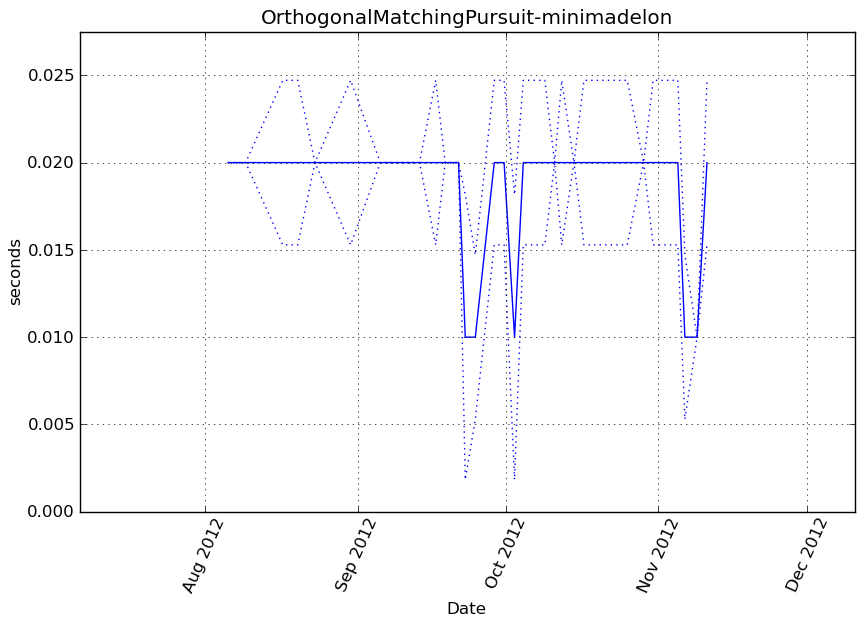 OrthogonalMatchingPursuit-minimadelon
0.025
0.020
0.015
0.010
0.005
0.000
seconds
Aug 2012
Sep 2012
Oct 2012
Nov 2012
Dec 2012
Date